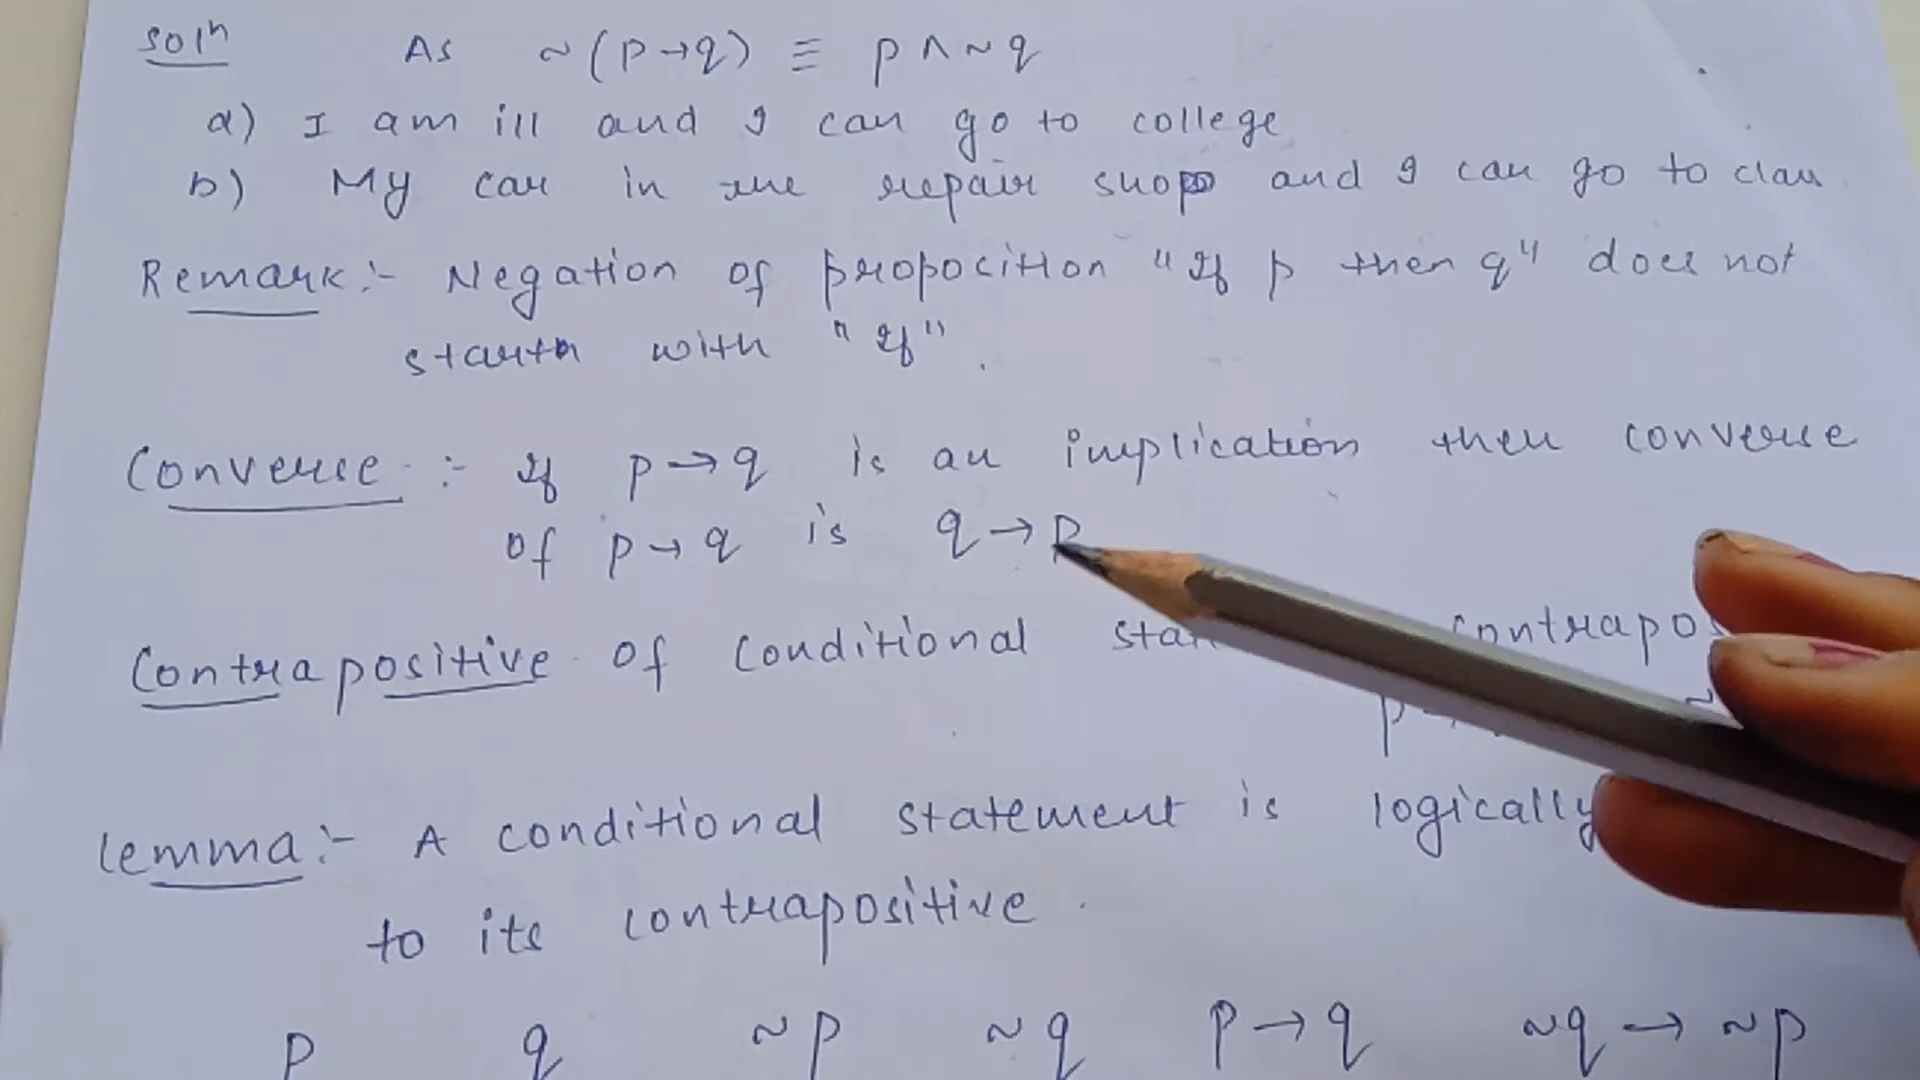 Soln As ~(p→q) ≡ p ∧ ~q
a) I am ill and I can go to college
b) My car in the repair shop and I can go to class
Remark:- Negation of proposition "If p then q" does not
start with "If".
Converse :- If p→q is an implication then converse
of p→q is q→p
Contrapositive of conditional
Lemma:- A conditional statement is logically
to its contrapositive.
p q ~p ~q p→q ~q→~p